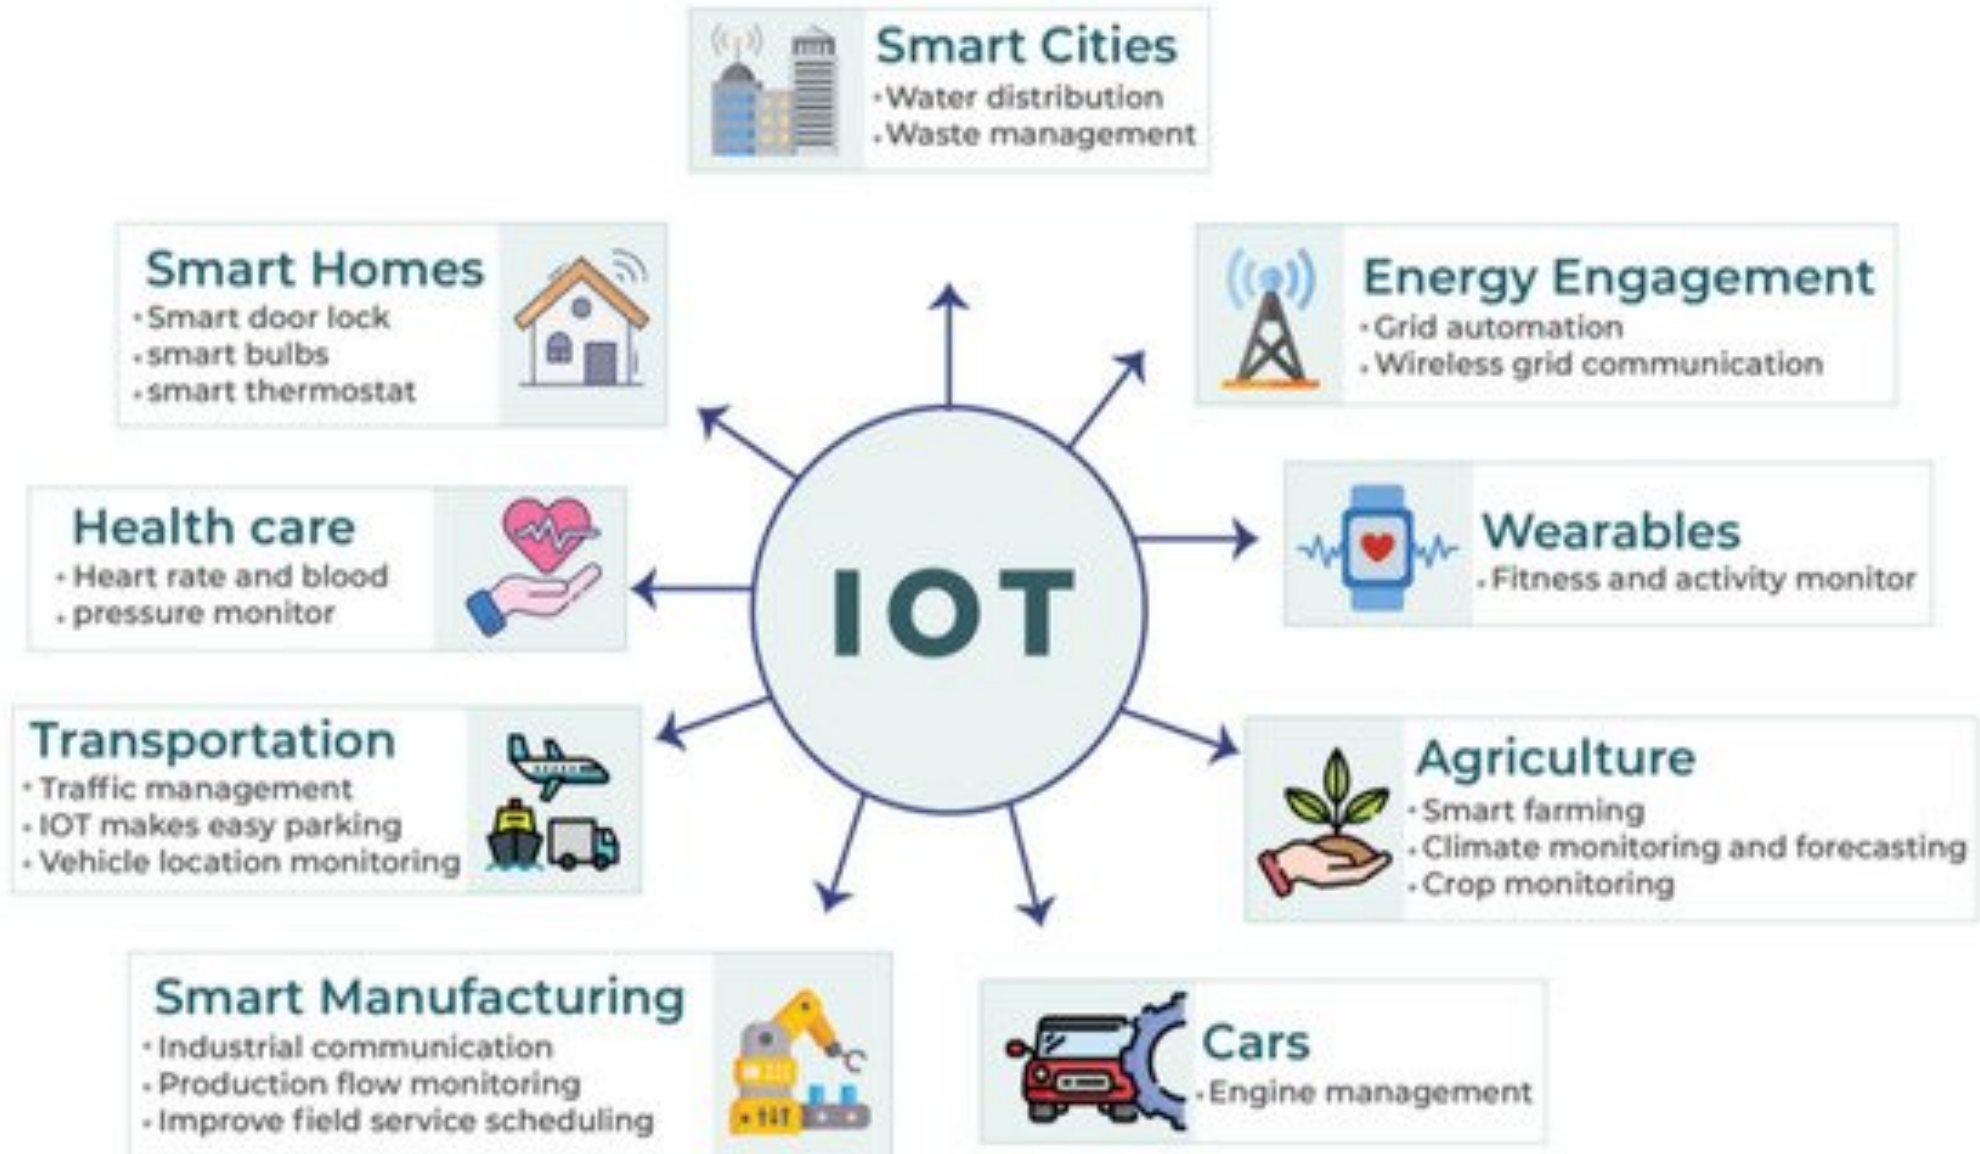 Smart Cities
• Water distribution
• Waste management
Smart Homes
• Smart door lock
• smart bulbs
• smart thermostat
Energy Engagement
• Grid automation
• Wireless grid communication
Health care
• Heart rate and blood
• pressure monitor
IOT
Wearables
• Fitness and activity monitor
Transportation
• Traffic management
• IOT makes easy parking
• Vehicle location monitoring
Agriculture
• Smart farming
• Climate monitoring and forecasting
• Crop monitoring
Smart Manufacturing
• Industrial communication
• Production flow monitoring
• Improve field service scheduling
Cars
• Engine management